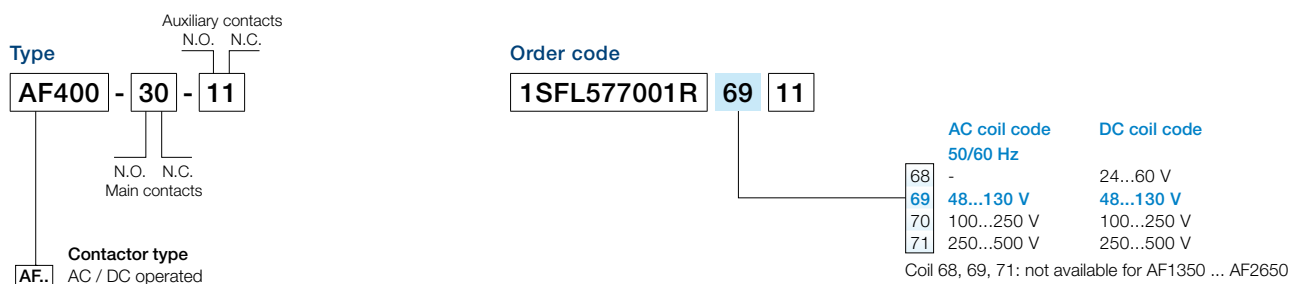 Auxiliary contacts
N.O. N.C.
Type
AF400 - 30 - 11
N.O. N.C.
Main contacts
Contactor type
AF.. AC / DC operated
Order code
1SFL577001R 69 11
AC coil code DC coil code
50/60 Hz
68 - 24...60 V
69 48...130 V 48...130 V
70 100...250 V 100...250 V
71 250...500 V 250...500 V
Coil 68, 69, 71: not available for AF1350 ... AF2650